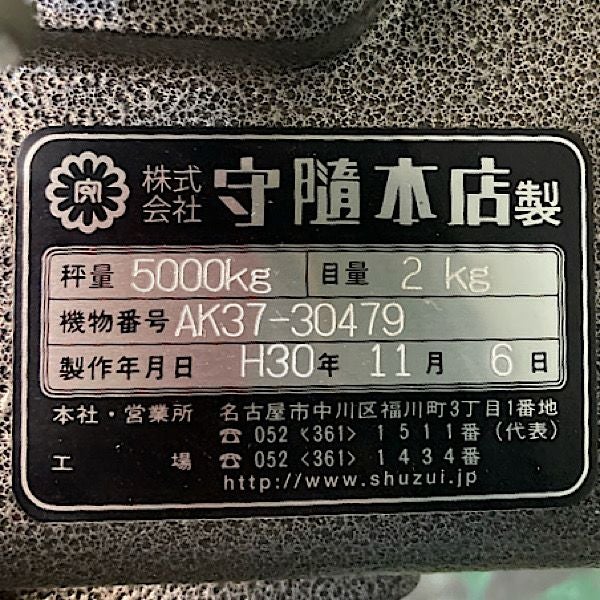 株式会社 守隨本店製
秤量 5000kg 目量 2 kg
機物番号 AK37-30479
製作年月日 H30年 11月 6日
本社・営業所 名古屋市中川区福川町3丁目1番地
☎ 052〈361〉1511番（代表）
工場 ☎ 052〈361〉1434番
http://www.shuzui.jp